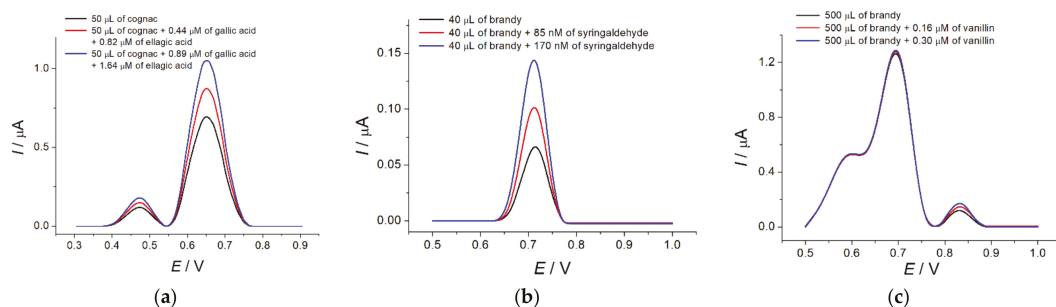 50 µL of cognac
50 µL of cognac + 0.44 µM of gallic acid
+ 0.82 µM of ellagic acid
50 µL of cognac + 0.89 µM of gallic acid
+ 1.64 µM of ellagic acid
1.0
0.5
0.0
I / µA
0.3 0.4 0.5 0.6 0.7 0.8 0.9
E / V
(a)
40 µL of brandy
40 µL of brandy + 85 nM of syringaldehyde
40 µL of brandy + 170 nM of syringaldehyde
0.15
0.10
0.05
0.00
I / µA
0.5 0.6 0.7 0.8 0.9 1.0
E / V
(b)
500 µL of brandy
500 µL of brandy + 0.16 µM of vanillin
500 µL of brandy + 0.30 µM of vanillin
1.2
0.8
0.4
0.0
I / µA
0.5 0.6 0.7 0.8 0.9 1.0
E / V
(c)